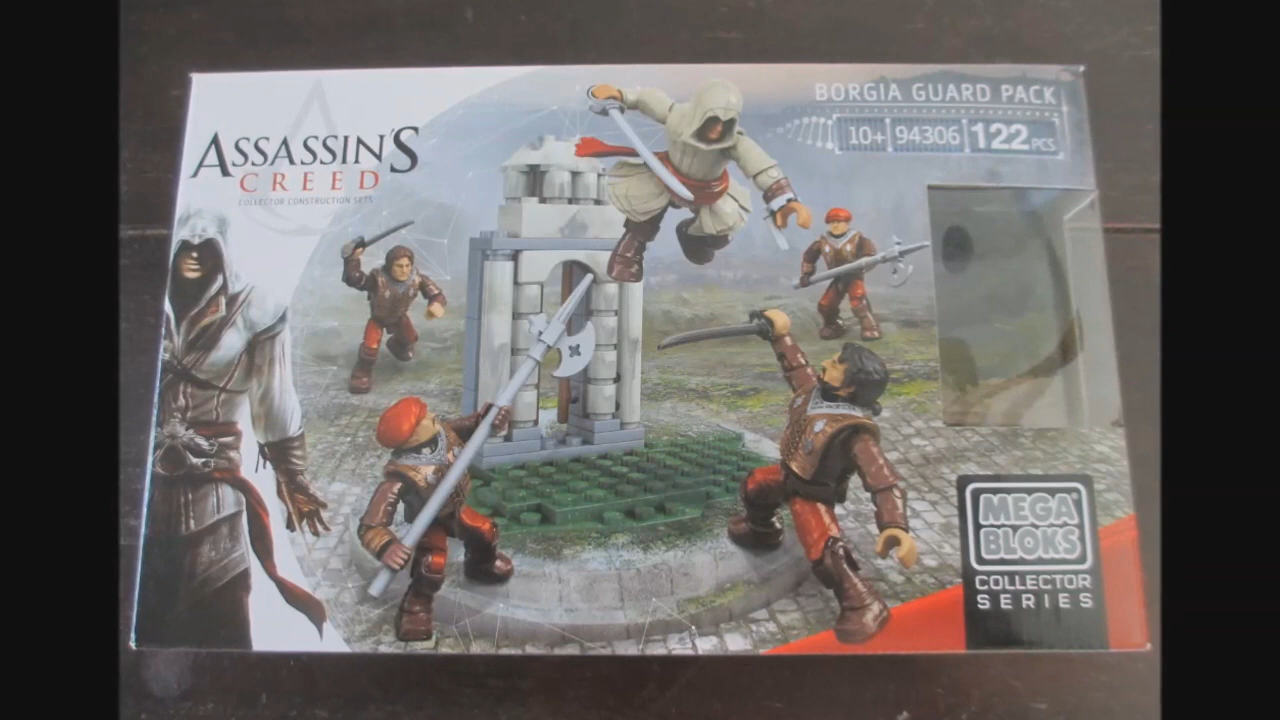 ASSASSIN'S
CREED
COLLECTOR CONSTRUCTION SETS
BORGIA GUARD PACK
10+ 94306 122 PCS
MEGA
BLOKS
COLLECTOR
SERIES